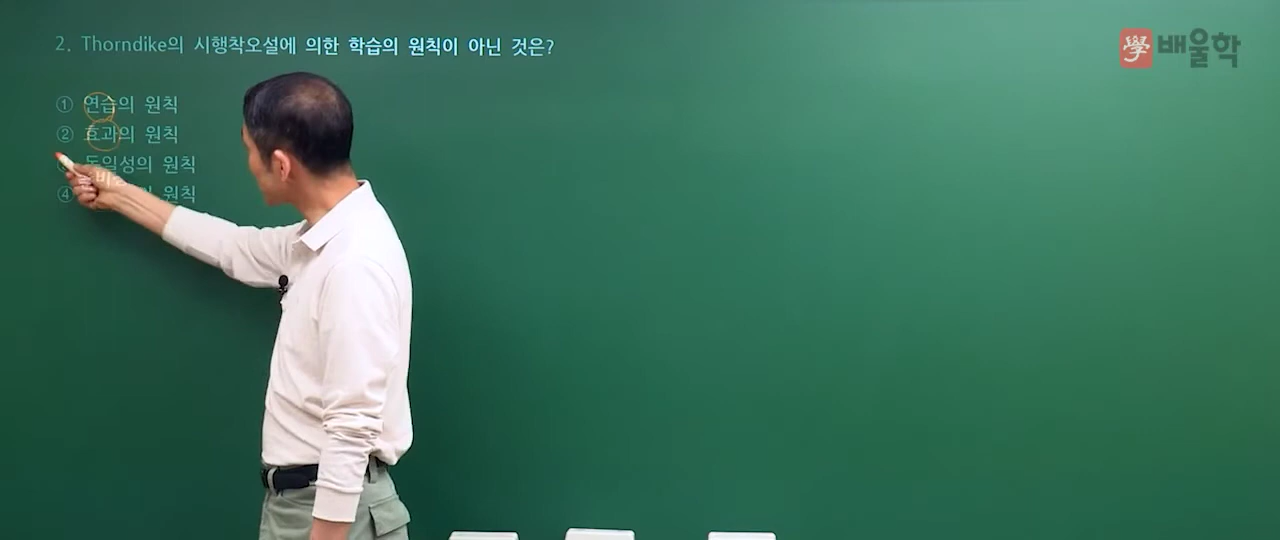 2. Thorndike의 시행착오설에 의한 학습의 원칙이 아닌 것은?
學 배울학
① 연습의 원칙
② 효과의 원칙
동일성의 원칙
④ 원칙